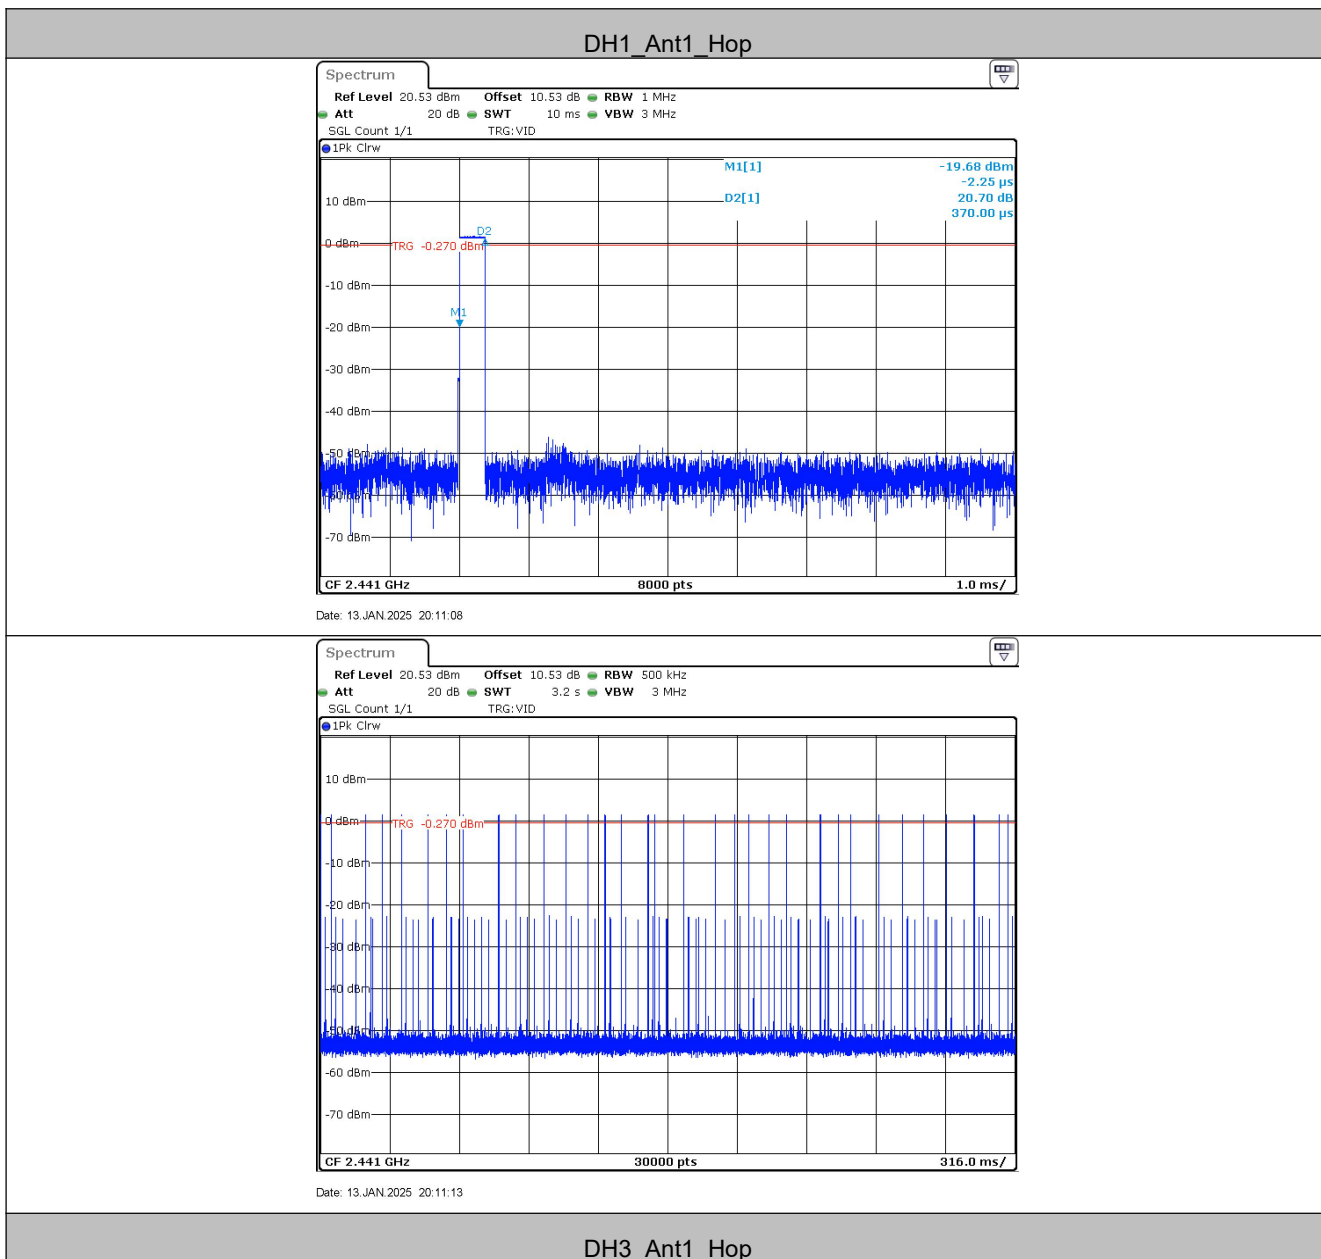 DH1_Ant1_Hop
Spectrum
Ref Level 20.53 dBm Offset 10.53 dB RBW 1 MHz
Att 20 dB SWT 10 ms VBW 3 MHz
SGL Count 1/1 TRG:VID
1Pk Clrw
M1[1] -19.68 dBm
-2.25 µs
D2[1] 20.70 dB
370.00 µs
10 dBm
D2
0 dBm
TRG -0.270 dBm
-10 dBm
M1
-20 dBm
-30 dBm
-40 dBm
-50 dBm
-60 dBm
-70 dBm
CF 2.441 GHz 8000 pts 1.0 ms/
Date: 13.JAN.2025 20:11:08
Spectrum
Ref Level 20.53 dBm Offset 10.53 dB RBW 500 kHz
Att 20 dB SWT 3.2 s VBW 3 MHz
SGL Count 1/1 TRG:VID
1Pk Clrw
10 dBm
0 dBm
TRG -0.270 dBm
-10 dBm
-20 dBm
-30 dBm
-40 dBm
-50 dBm
-60 dBm
-70 dBm
CF 2.441 GHz 30000 pts 316.0 ms/
Date: 13.JAN.2025 20:11:13
DH3_Ant1_Hop